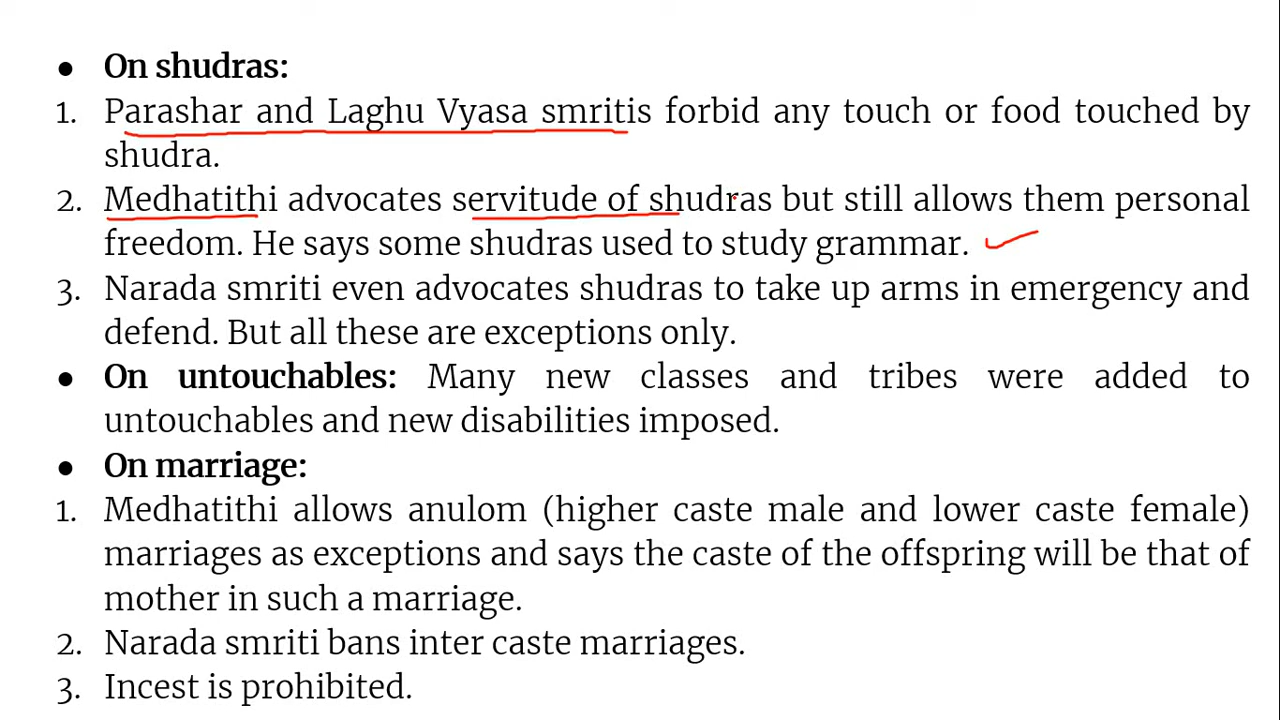 ● On shudras:
1. Parashar and Laghu Vyasa smritis forbid any touch or food touched by
shudra.
2. Medhatithi advocates servitude of shudras but still allows them personal
freedom. He says some shudras used to study grammar.
3. Narada smriti even advocates shudras to take up arms in emergency and
defend. But all these are exceptions only.
● On untouchables: Many new classes and tribes were added to
untouchables and new disabilities imposed.
● On marriage:
1. Medhatithi allows anulom (higher caste male and lower caste female)
marriages as exceptions and says the caste of the offspring will be that of
mother in such a marriage.
2. Narada smriti bans inter caste marriages.
3. Incest is prohibited.